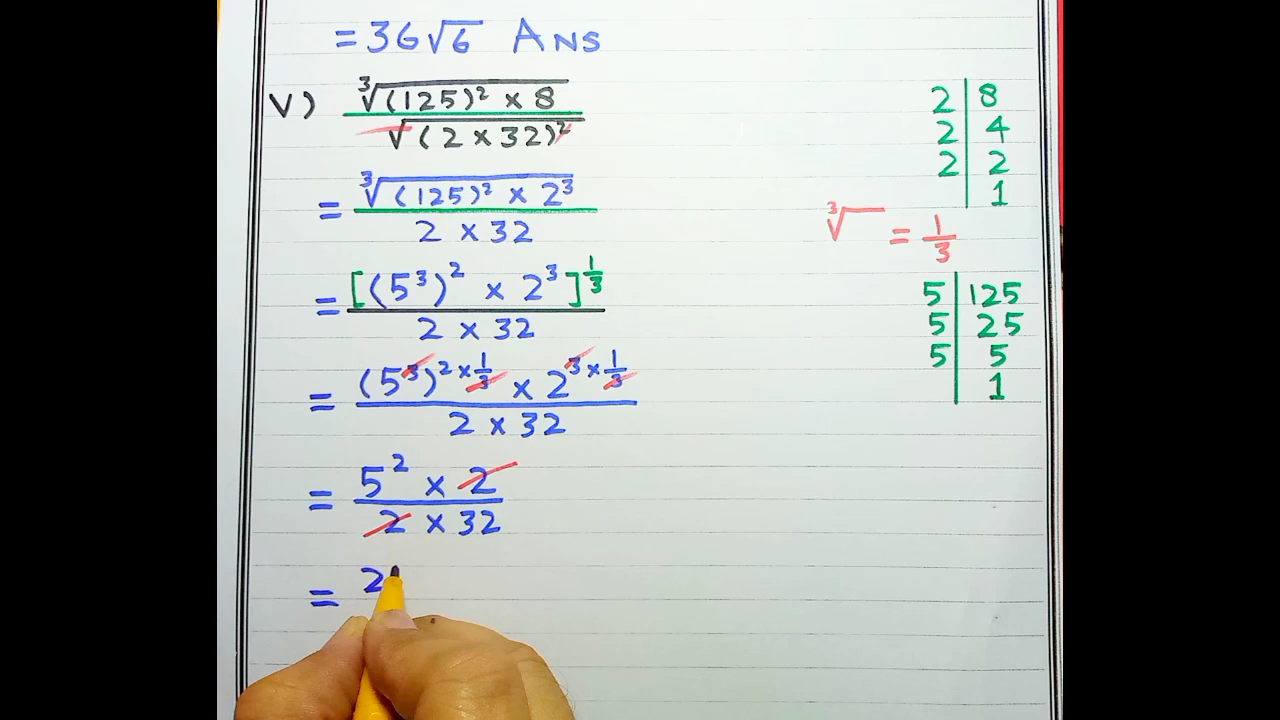 = 36√6 ANS
V) ∛((125)² × 8) / √((2 × 32)²)
= ∛((125)² × 2³) / (2 × 32)
= [(5³)² × 2³]^(1/3) / (2 × 32)
= (5³)^(2 × 1/3) × 2^(3 × 1/3) / (2 × 32)
= 5² × 2 / (2 × 32)
= 2
2 | 8
2 | 4
2 | 2
| 1
∛ = 1/3
5 | 125
5 | 25
5 | 5
| 1